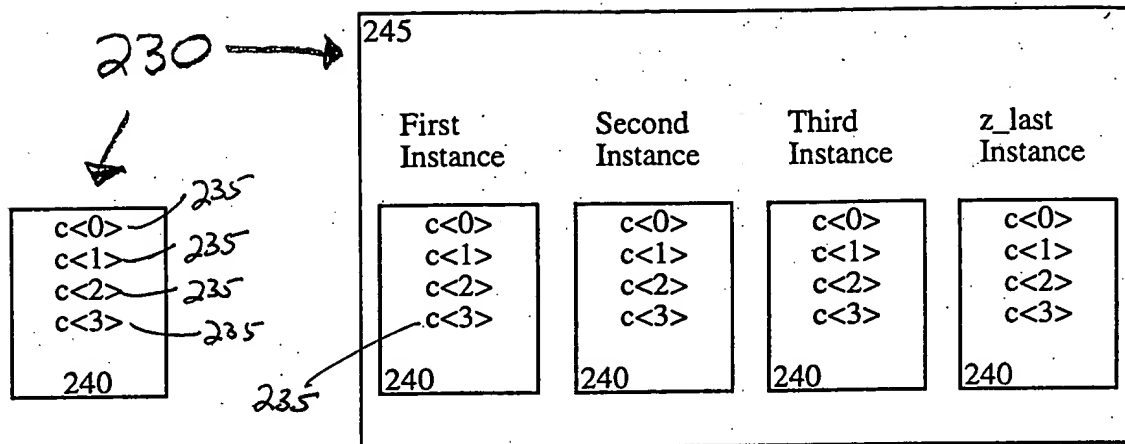 230
245
First Instance
Second Instance
Third Instance
z_last Instance
c<0> 235
c<1> 235
c<2> 235
c<3> 235
240
c<0>
c<1>
c<2>
c<3>
235
240
c<0>
c<1>
c<2>
c<3>
240
c<0>
c<1>
c<2>
c<3>
240
c<0>
c<1>
c<2>
c<3>
240